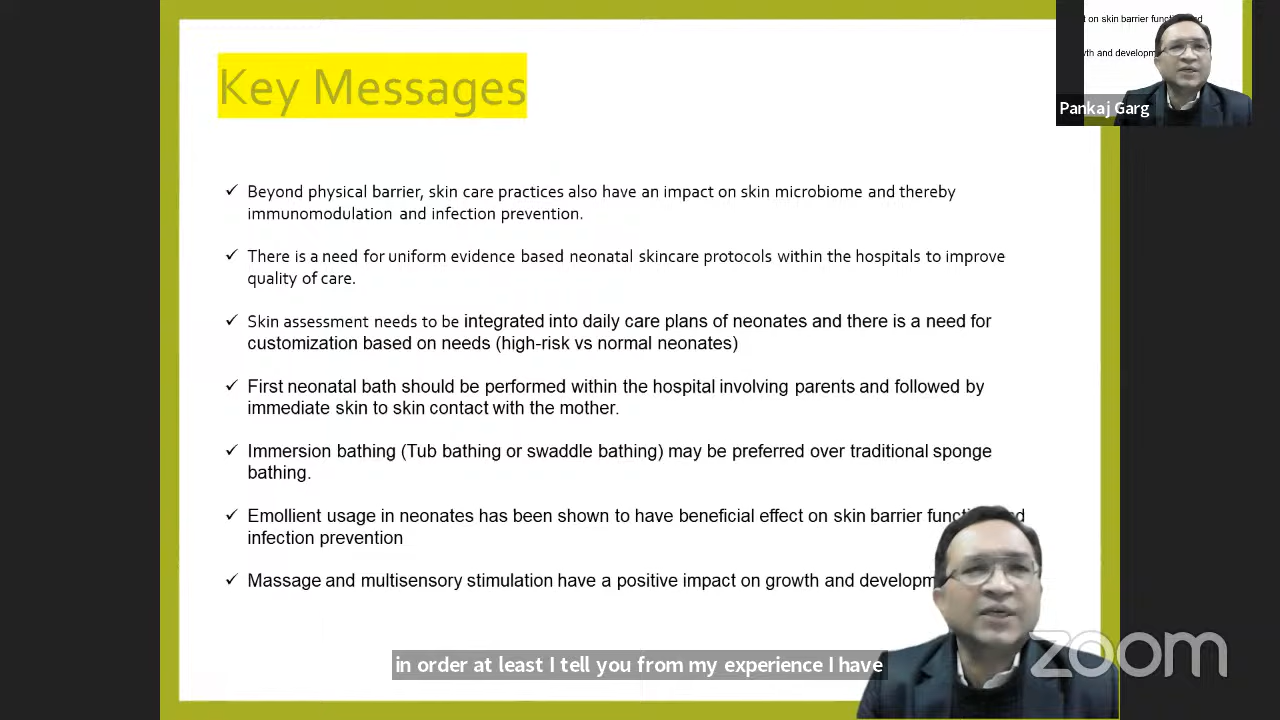 Key Messages
Beyond physical barrier, skin care practices also have an impact on skin microbiome and thereby
immunomodulation and infection prevention.
There is a need for uniform evidence based neonatal skincare protocols within the hospitals to improve
quality of care.
Skin assessment needs to be integrated into daily care plans of neonates and there is a need for
customization based on needs (high-risk vs normal neonates)
First neonatal bath should be performed within the hospital involving parents and followed by
immediate skin to skin contact with the mother.
Immersion bathing (Tub bathing or swaddle bathing) may be preferred over traditional sponge
bathing.
Emollient usage in neonates has been shown to have beneficial effect on skin barrier
infection prevention
Massage and multisensory stimulation have a positive impact on growth and
in order at least I tell you from my experience I have
on skin barrier
Pankaj Garg
zoom